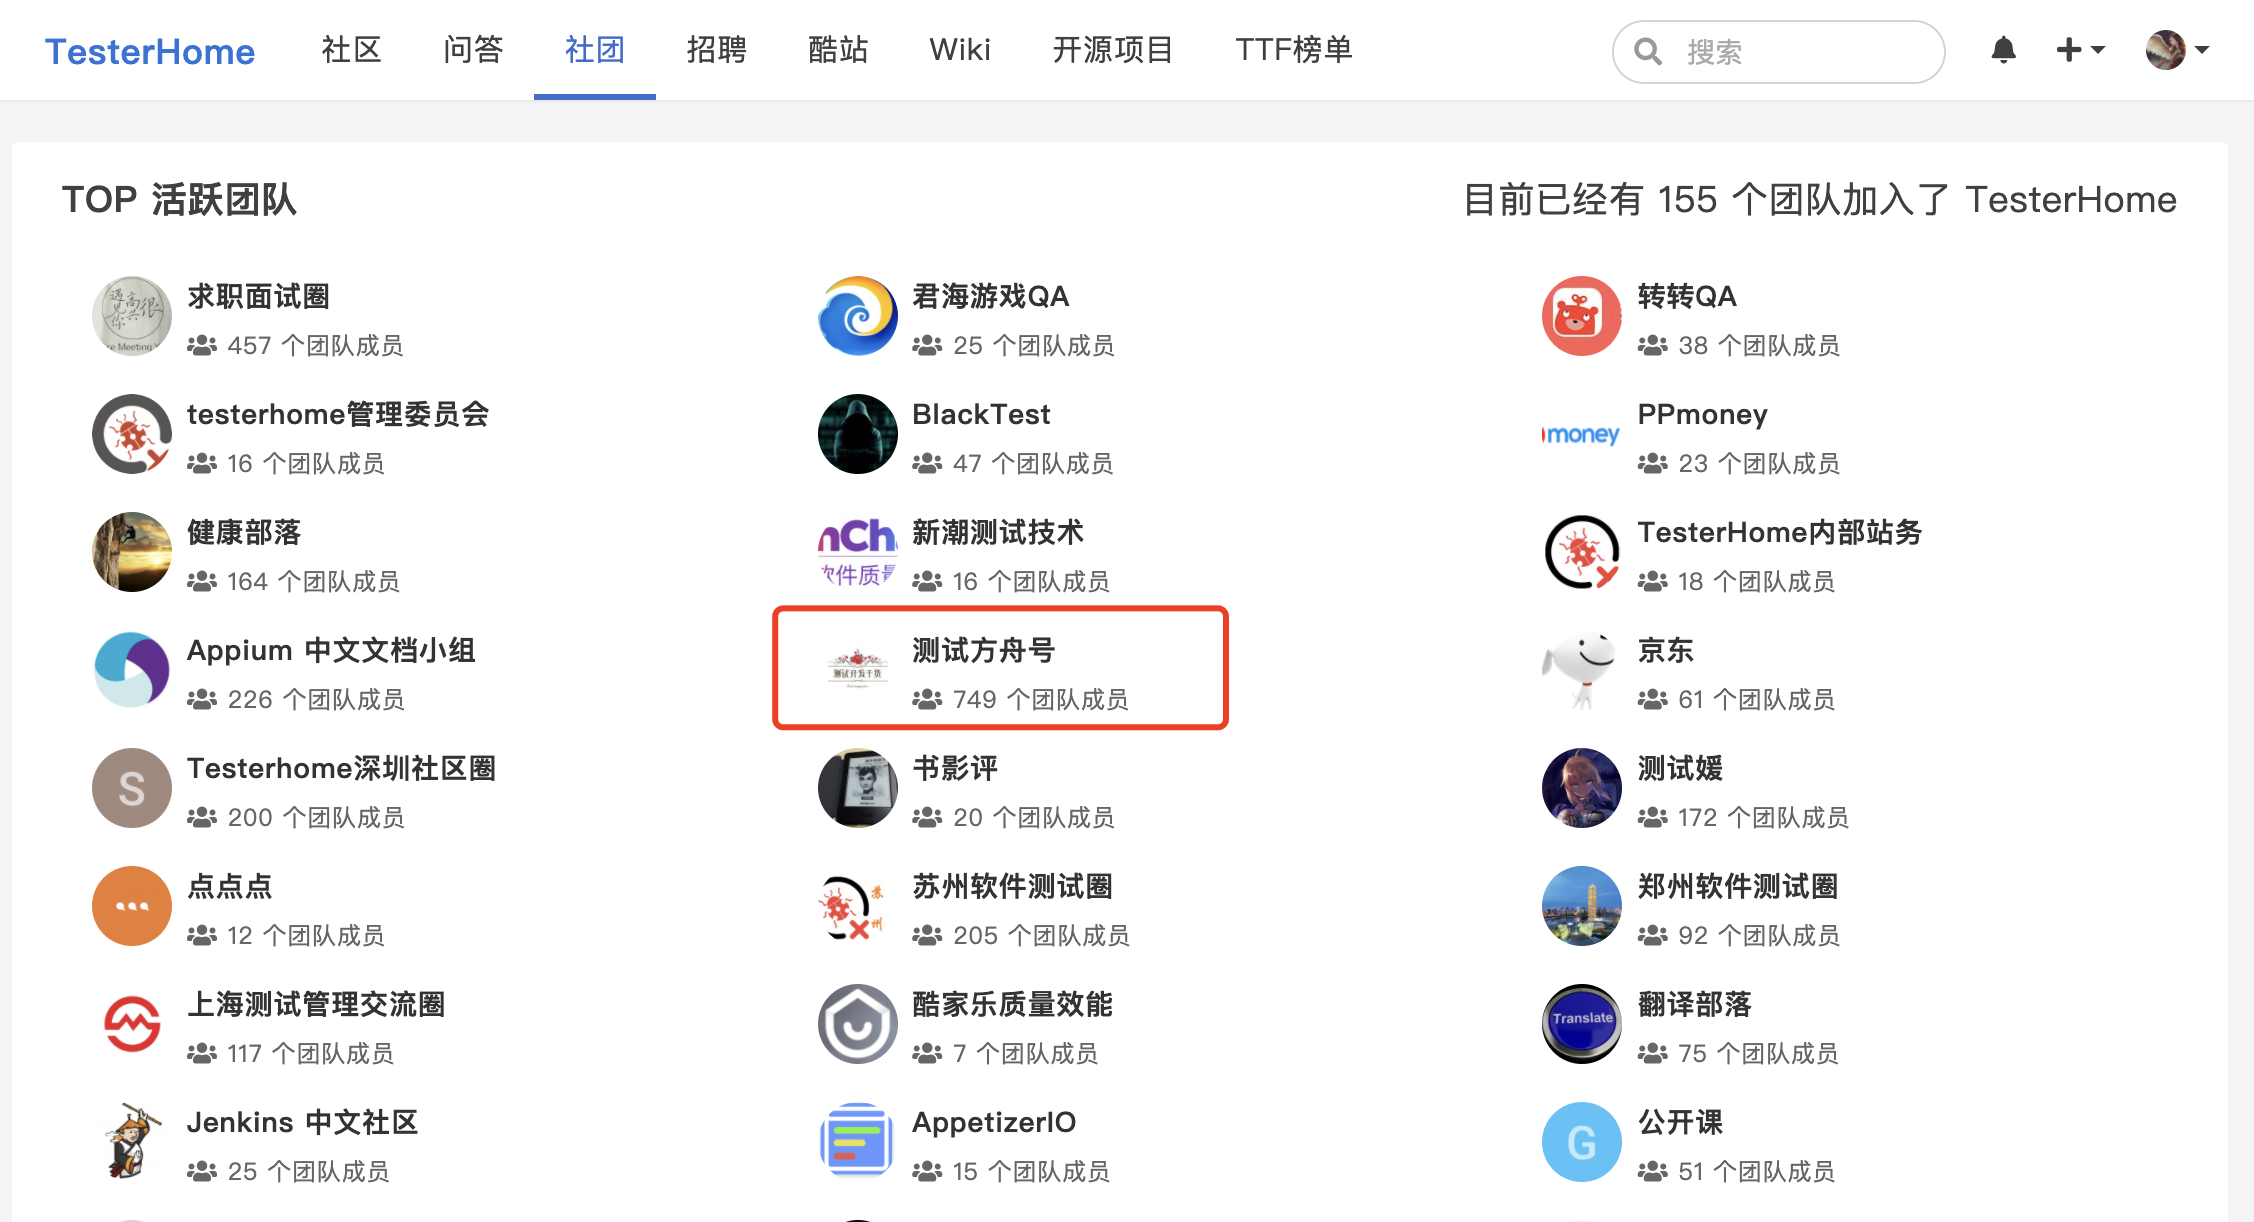 TesterHome 社区 问答 社团 招聘 酷站 Wiki 开源项目 TTF榜单 搜索
TOP 活跃团队
目前已经有 155 个团队加入了 TesterHome
求职面试圈
457 个团队成员
君海游戏QA
25 个团队成员
转转QA
38 个团队成员
testerhome管理委员会
16 个团队成员
BlackTest
47 个团队成员
money
PPmoney
23 个团队成员
健康部落
164 个团队成员
新潮测试技术
16 个团队成员
TesterHome内部站务
18 个团队成员
Appium 中文文档小组
226 个团队成员
测试开发干货
测试方舟号
749 个团队成员
京东
61 个团队成员
S
Testerhome深圳社区圈
200 个团队成员
书影评
20 个团队成员
测试媛
172 个团队成员
点点点
12 个团队成员
苏州
苏州软件测试圈
205 个团队成员
郑州软件测试圈
92 个团队成员
上海测试管理交流圈
117 个团队成员
酷家乐质量效能
7 个团队成员
Translate
翻译部落
75 个团队成员
Jenkins 中文社区
25 个团队成员
AppetizerIO
15 个团队成员
G
公开课
51 个团队成员